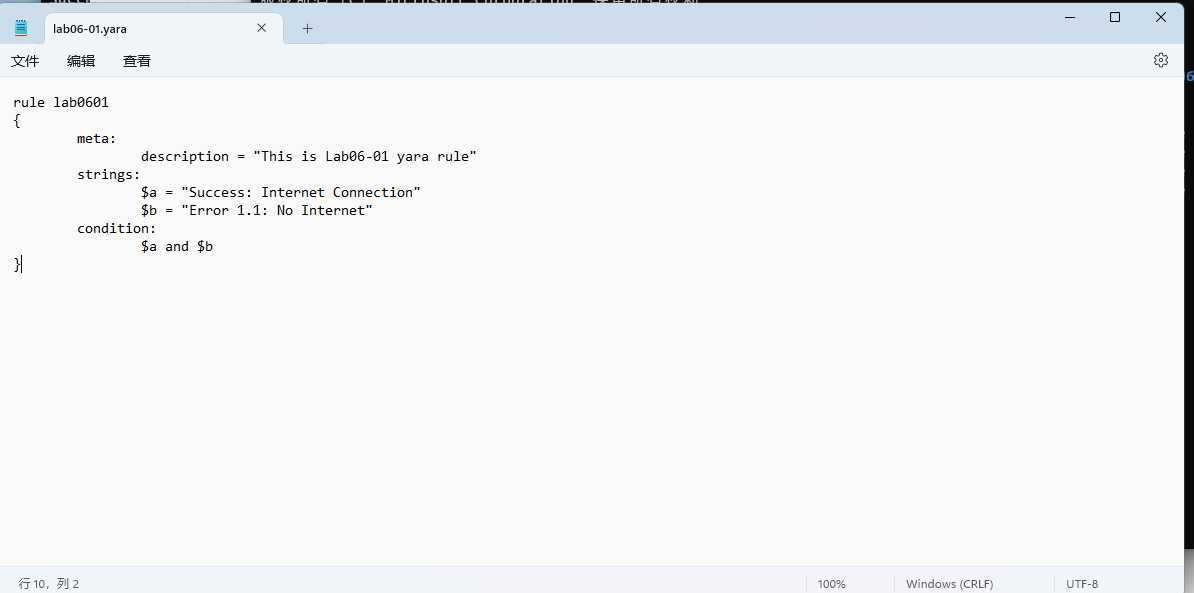 lab06-01.yara
文件 编辑 查看
rule lab0601
{
meta:
description = "This is Lab06-01 yara rule"
strings:
$a = "Success: Internet Connection"
$b = "Error 1.1: No Internet"
condition:
$a and $b
}
行 10，列 2 100% Windows (CRLF) UTF-8